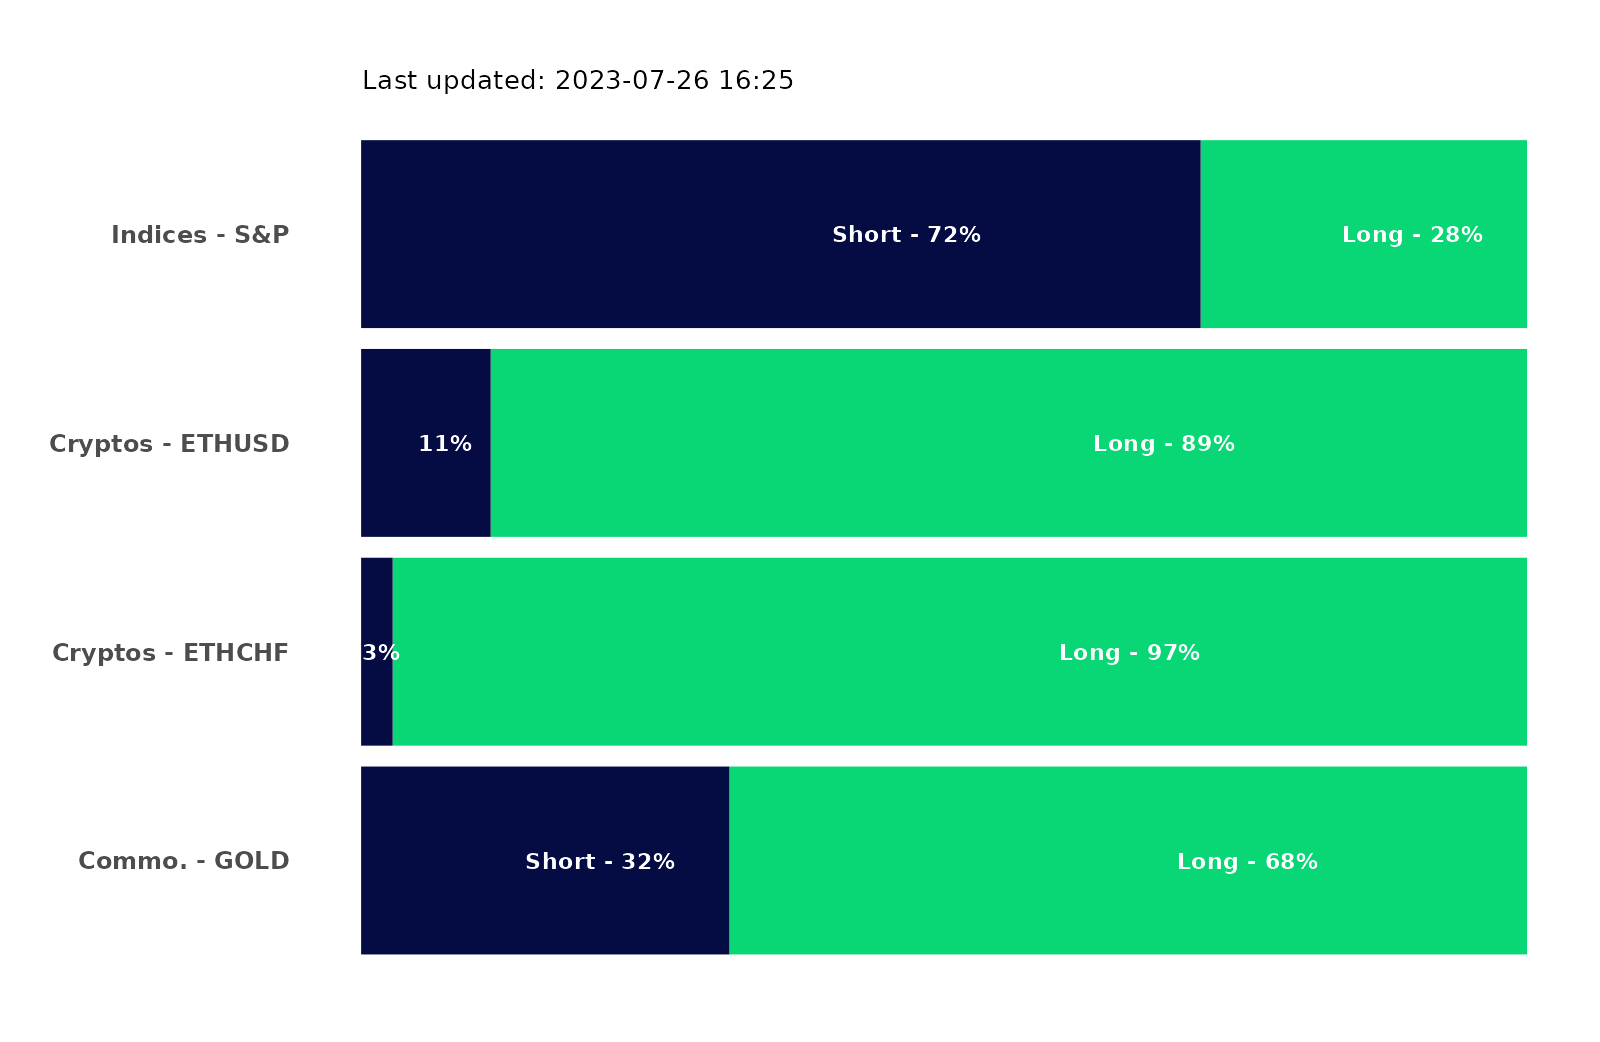 Last updated: 2023-07-26 16:25
Indices - S&P Short - 72% Long - 28%
Cryptos - ETHUSD 11% Long - 89%
Cryptos - ETHCHF 3% Long - 97%
Commo. - GOLD Short - 32% Long - 68%